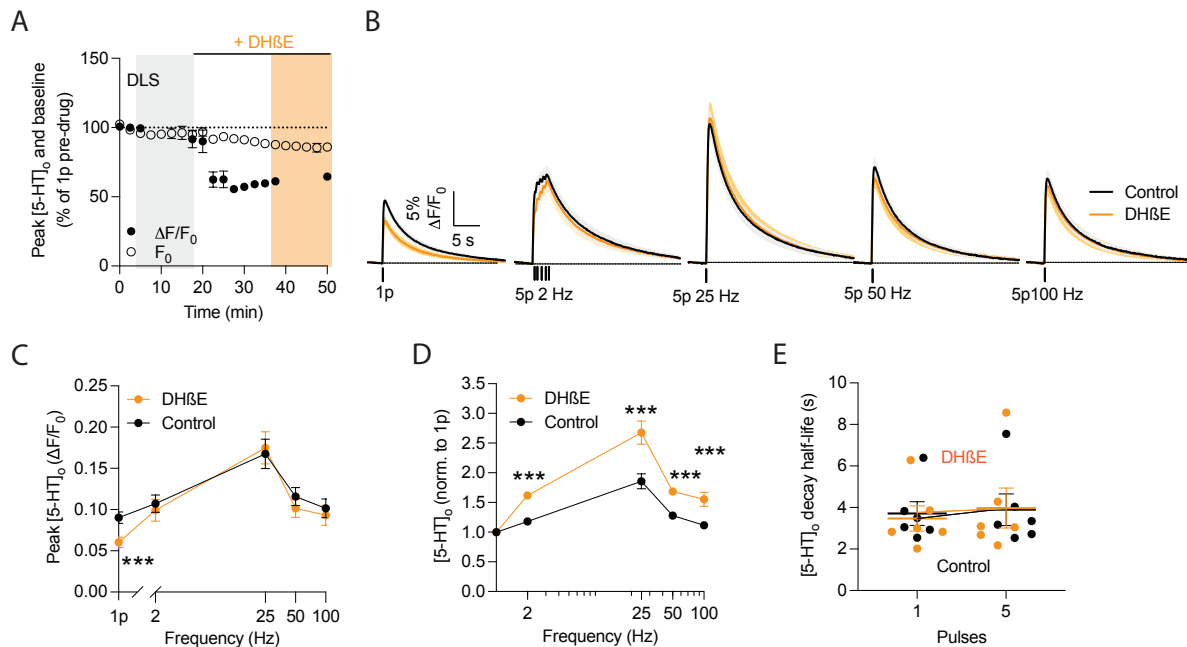 A
+ DHßE
DLS
Peak [5-HT]o and baseline
(% of 1p pre-drug)
150
100
50
0
ΔF/F0
F0
0 10 20 30 40 50
Time (min)
B
5%
ΔF/F0
5 s
Control
DHßE
1p
5p 2 Hz
5p 25 Hz
5p 50 Hz
5p100 Hz
C
Peak [5-HT]o (ΔF/F0)
0.25
0.20
0.15
0.10
0.05
0.00
DHßE
Control
***
1p 2 25 50 100
Frequency (Hz)
D
[5-HT]o (norm. to 1p)
3.5
3.0
2.5
2.0
1.5
1.0
0.5
0.0
DHßE
Control
***
***
***
***
2 25 50 100
Frequency (Hz)
E
[5-HT]o decay half-life (s)
10
8
6
4
2
0
DHßE
Control
1 5
Pulses